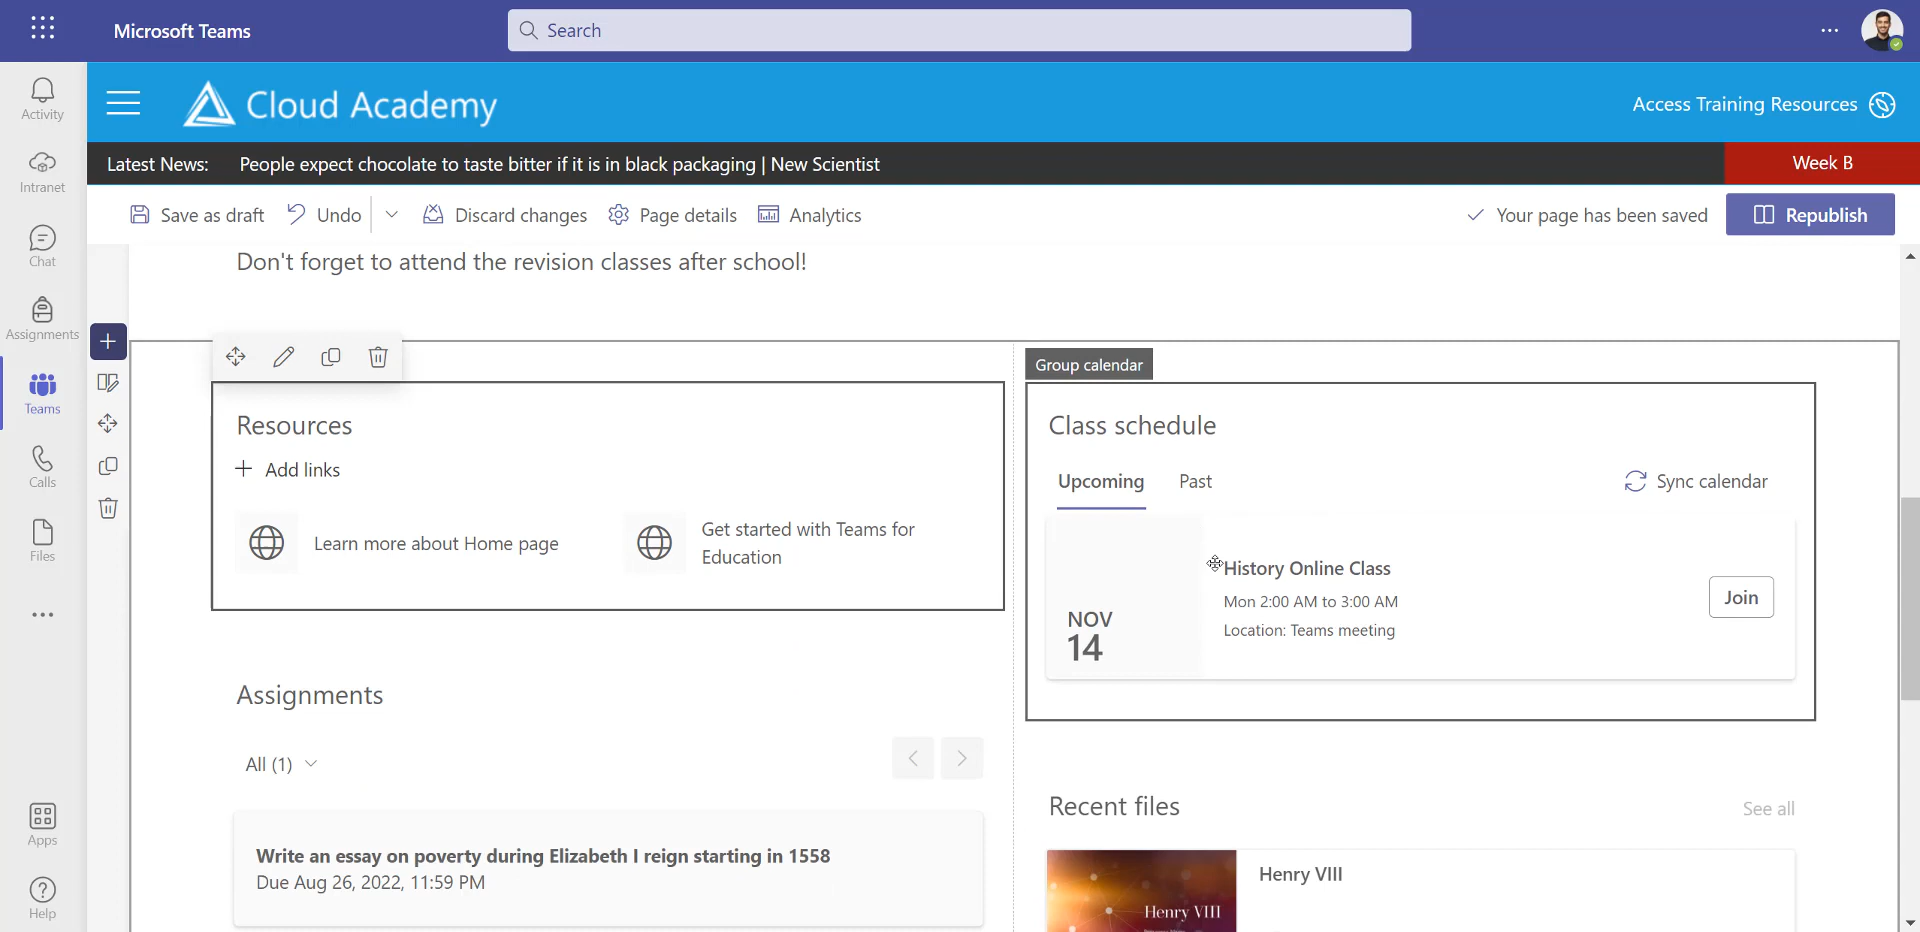 Microsoft Teams
Search
Activity
Intranet
Chat
Assignments
Teams
Calls
Files
Apps
Help
Cloud Academy
Access Training Resources
Latest News: People expect chocolate to taste bitter if it is in black packaging | New Scientist
Week B
Save as draft
Undo
Discard changes
Page details
Analytics
Your page has been saved
Republish
Don't forget to attend the revision classes after school!
Resources
Add links
Learn more about Home page
Get started with Teams for
Education
Assignments
All (1)
Write an essay on poverty during Elizabeth I reign starting in 1558
Due Aug 26, 2022, 11:59 PM
Group calendar
Class schedule
Upcoming
Past
Sync calendar
NOV
14
History Online Class
Mon 2:00 AM to 3:00 AM
Location: Teams meeting
Join
Recent files
See all
Henry VIII
Henry VIII